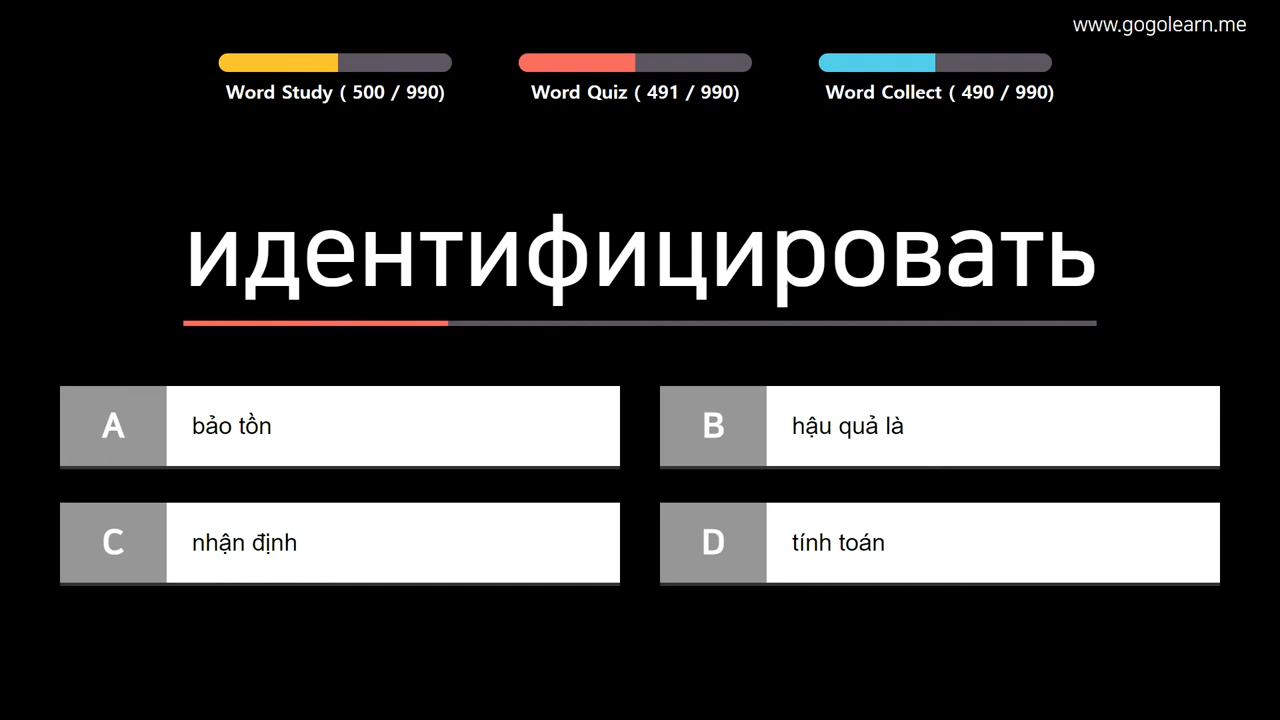 www.gogolearn.me
Word Study ( 500 / 990)
Word Quiz ( 491 / 990)
Word Collect ( 490 / 990)
идентифицировать
A bảo tồn
B hậu quả là
C nhận định
D tính toán